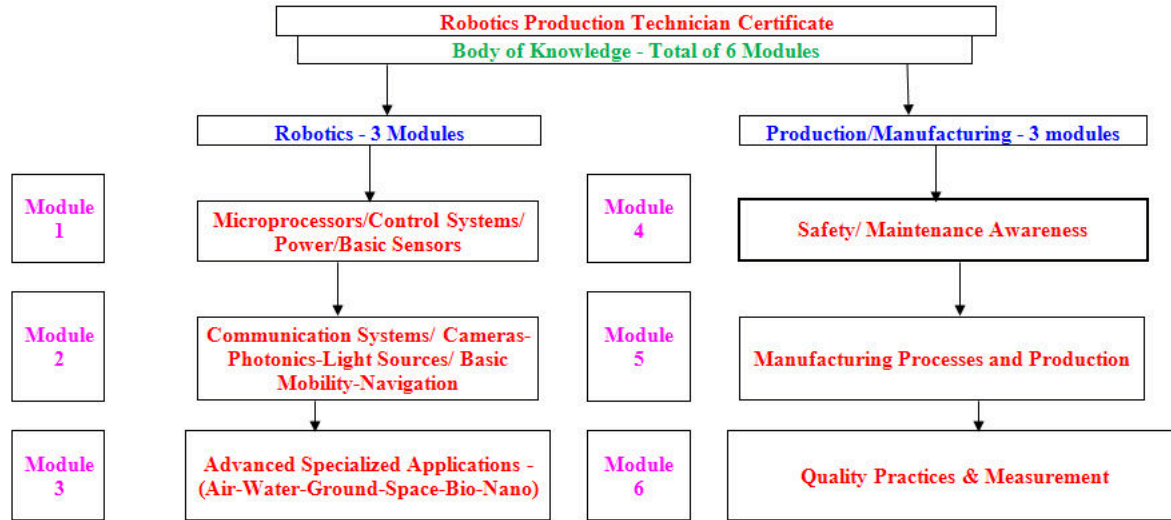 Robotics Production Technician Certificate
Body of Knowledge - Total of 6 Modules
Robotics - 3 Modules
Production/Manufacturing - 3 modules
Module
1
Microprocessors/Control Systems/
Power/Basic Sensors
Module
4
Safety/ Maintenance Awareness
Module
2
Communication Systems/ Cameras-
Photonics-Light Sources/ Basic
Mobility-Navigation
Module
5
Manufacturing Processes and Production
Module
3
Advanced Specialized Applications -
(Air-Water-Ground-Space-Bio-Nano)
Module
6
Quality Practices & Measurement